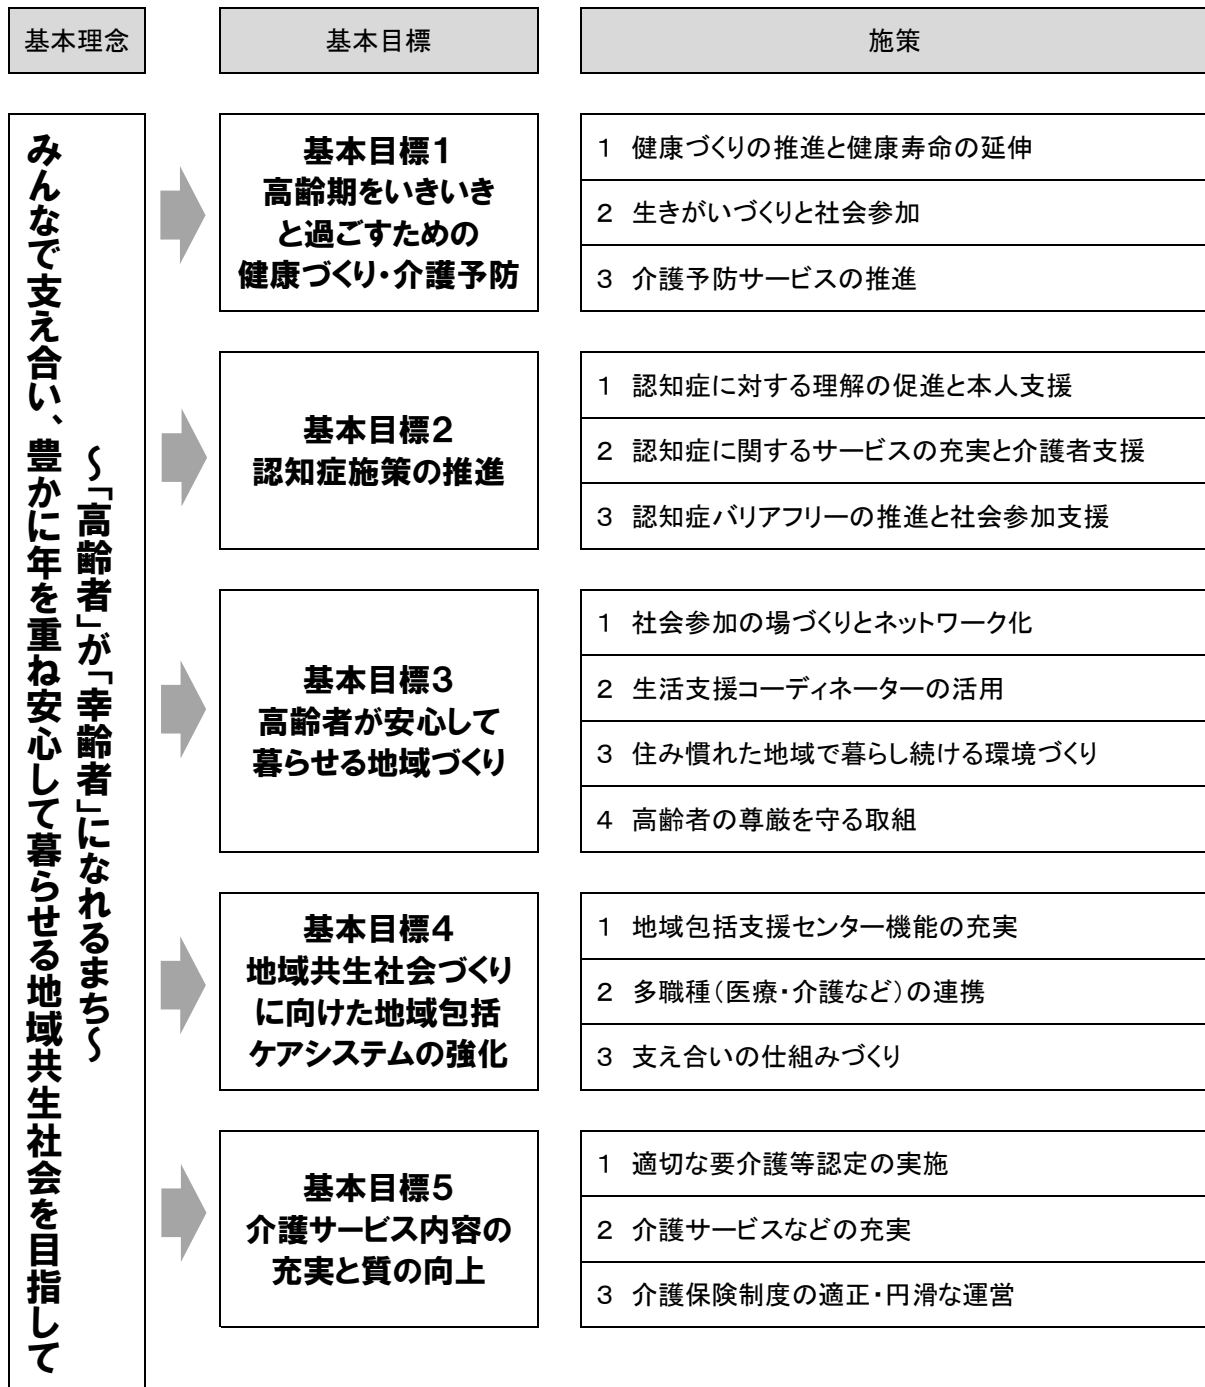 基本理念
基本目標
施策
みんなで支え合い、豊かに年を重ね安心して暮らせる地域共生社会を目指して
～「高齢者」が「幸齢者」になれるまち～
基本目標１
高齢期をいきいき
と過ごすための
健康づくり・介護予防
１ 健康づくりの推進と健康寿命の延伸
２ 生きがいづくりと社会参加
３ 介護予防サービスの推進
基本目標２
認知症施策の推進
１ 認知症に対する理解の促進と本人支援
２ 認知症に関するサービスの充実と介護者支援
３ 認知症バリアフリーの推進と社会参加支援
基本目標３
高齢者が安心して
暮らせる地域づくり
１ 社会参加の場づくりとネットワーク化
２ 生活支援コーディネーターの活用
３ 住み慣れた地域で暮らし続ける環境づくり
４ 高齢者の尊厳を守る取組
基本目標４
地域共生社会づくり
に向けた地域包括
ケアシステムの強化
１ 地域包括支援センター機能の充実
２ 多職種（医療・介護など）の連携
３ 支え合いの仕組みづくり
基本目標５
介護サービス内容の
充実と質の向上
１ 適切な要介護等認定の実施
２ 介護サービスなどの充実
３ 介護保険制度の適正・円滑な運営